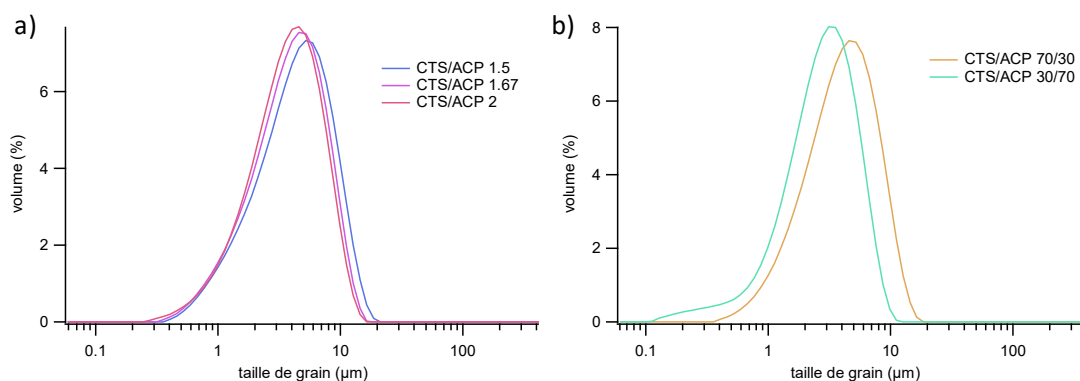 a)
CTS/ACP 1.5
CTS/ACP 1.67
CTS/ACP 2
volume (%)
6
4
2
0
0.1
1
10
100
taille de grain (µm)
b)
CTS/ACP 70/30
CTS/ACP 30/70
volume (%)
8
6
4
2
0
0.1
1
10
100
taille de grain (µm)